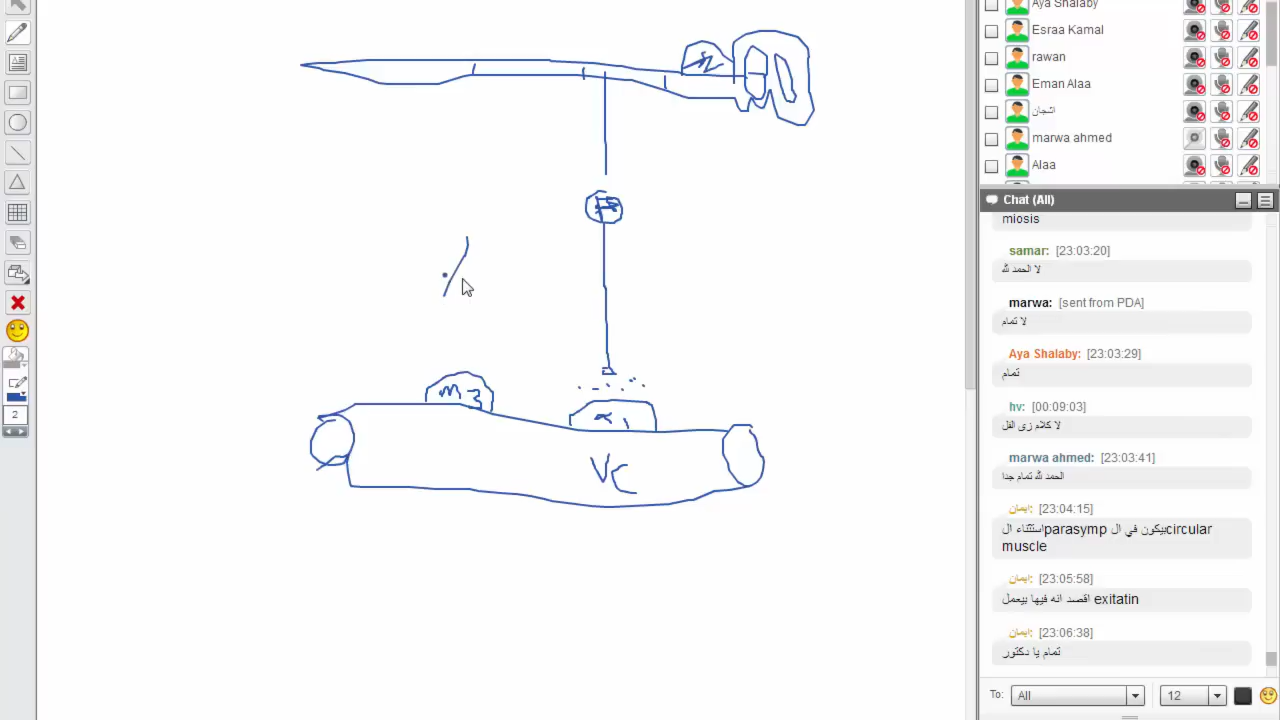 Aya Shalaby
Esraa Kamal
rawan
Eman Alaa
اشجان
marwa ahmed
Alaa
Chat (All)
miosis
samar: [23:03:20]
لا الحمد لله
marwa: [sent from PDA]
لا تمام
Aya Shalaby: [23:03:29]
تمام
hv: [00:09:03]
لا كلام زى الفل
marwa ahmed: [23:03:41]
الحمد لله تمام جدا
ايمان: [23:04:15]
استثناء ال parasymp بيكون في ال circular
muscle
ايمان: [23:05:58]
اقصد انه فيها بيعمل exitatin
ايمان: [23:06:38]
تمام يا دكتور
To: All 12
2
M3
α1
VC